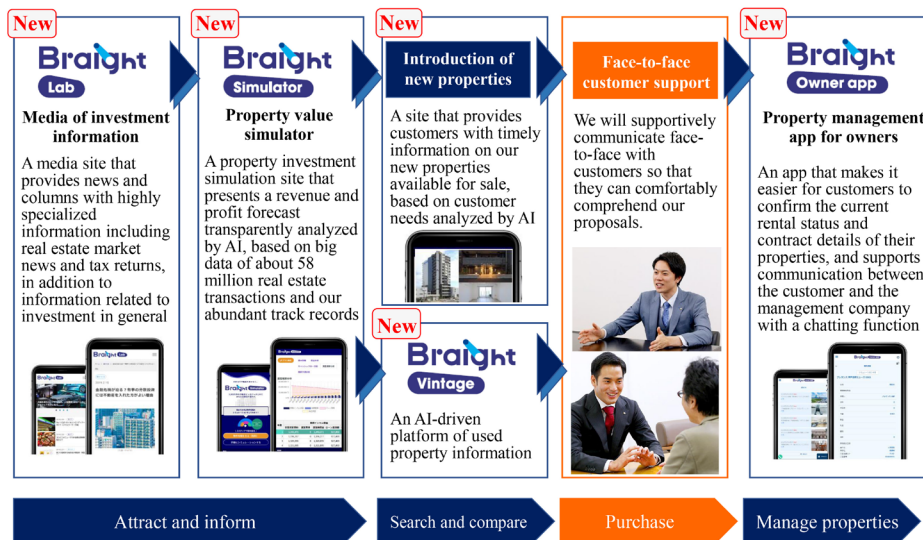 New
Braight
Lab
Media of investment
information
A media site that
provides news and
columns with highly
specialized
information including
real estate market
news and tax returns,
in addition to
information related to
investment in general
New
Braight
Simulator
Property value
simulator
A property investment
simulation site that
presents a revenue and
profit forecast
transparently analyzed
by AI, based on big
data of about 58
million real estate
transactions and our
abundant track records
New
Introduction of
new properties
A site that provides
customers with timely
information on our
new properties
available for sale,
based on customer
needs analyzed by AI
New
Braight
Vintage
An AI-driven
platform of used
property information
Face-to-face
customer support
We will supportively
communicate face-
to-face with
customers so that
they can comfortably
comprehend our
proposals.
New
Braight
Owner app
Property management
app for owners
An app that makes it
easier for customers to
confirm the current
rental status and
contract details of their
properties, and supports
communication between
the customer and the
management company
with a chatting function
Attract and inform
Search and compare
Purchase
Manage properties